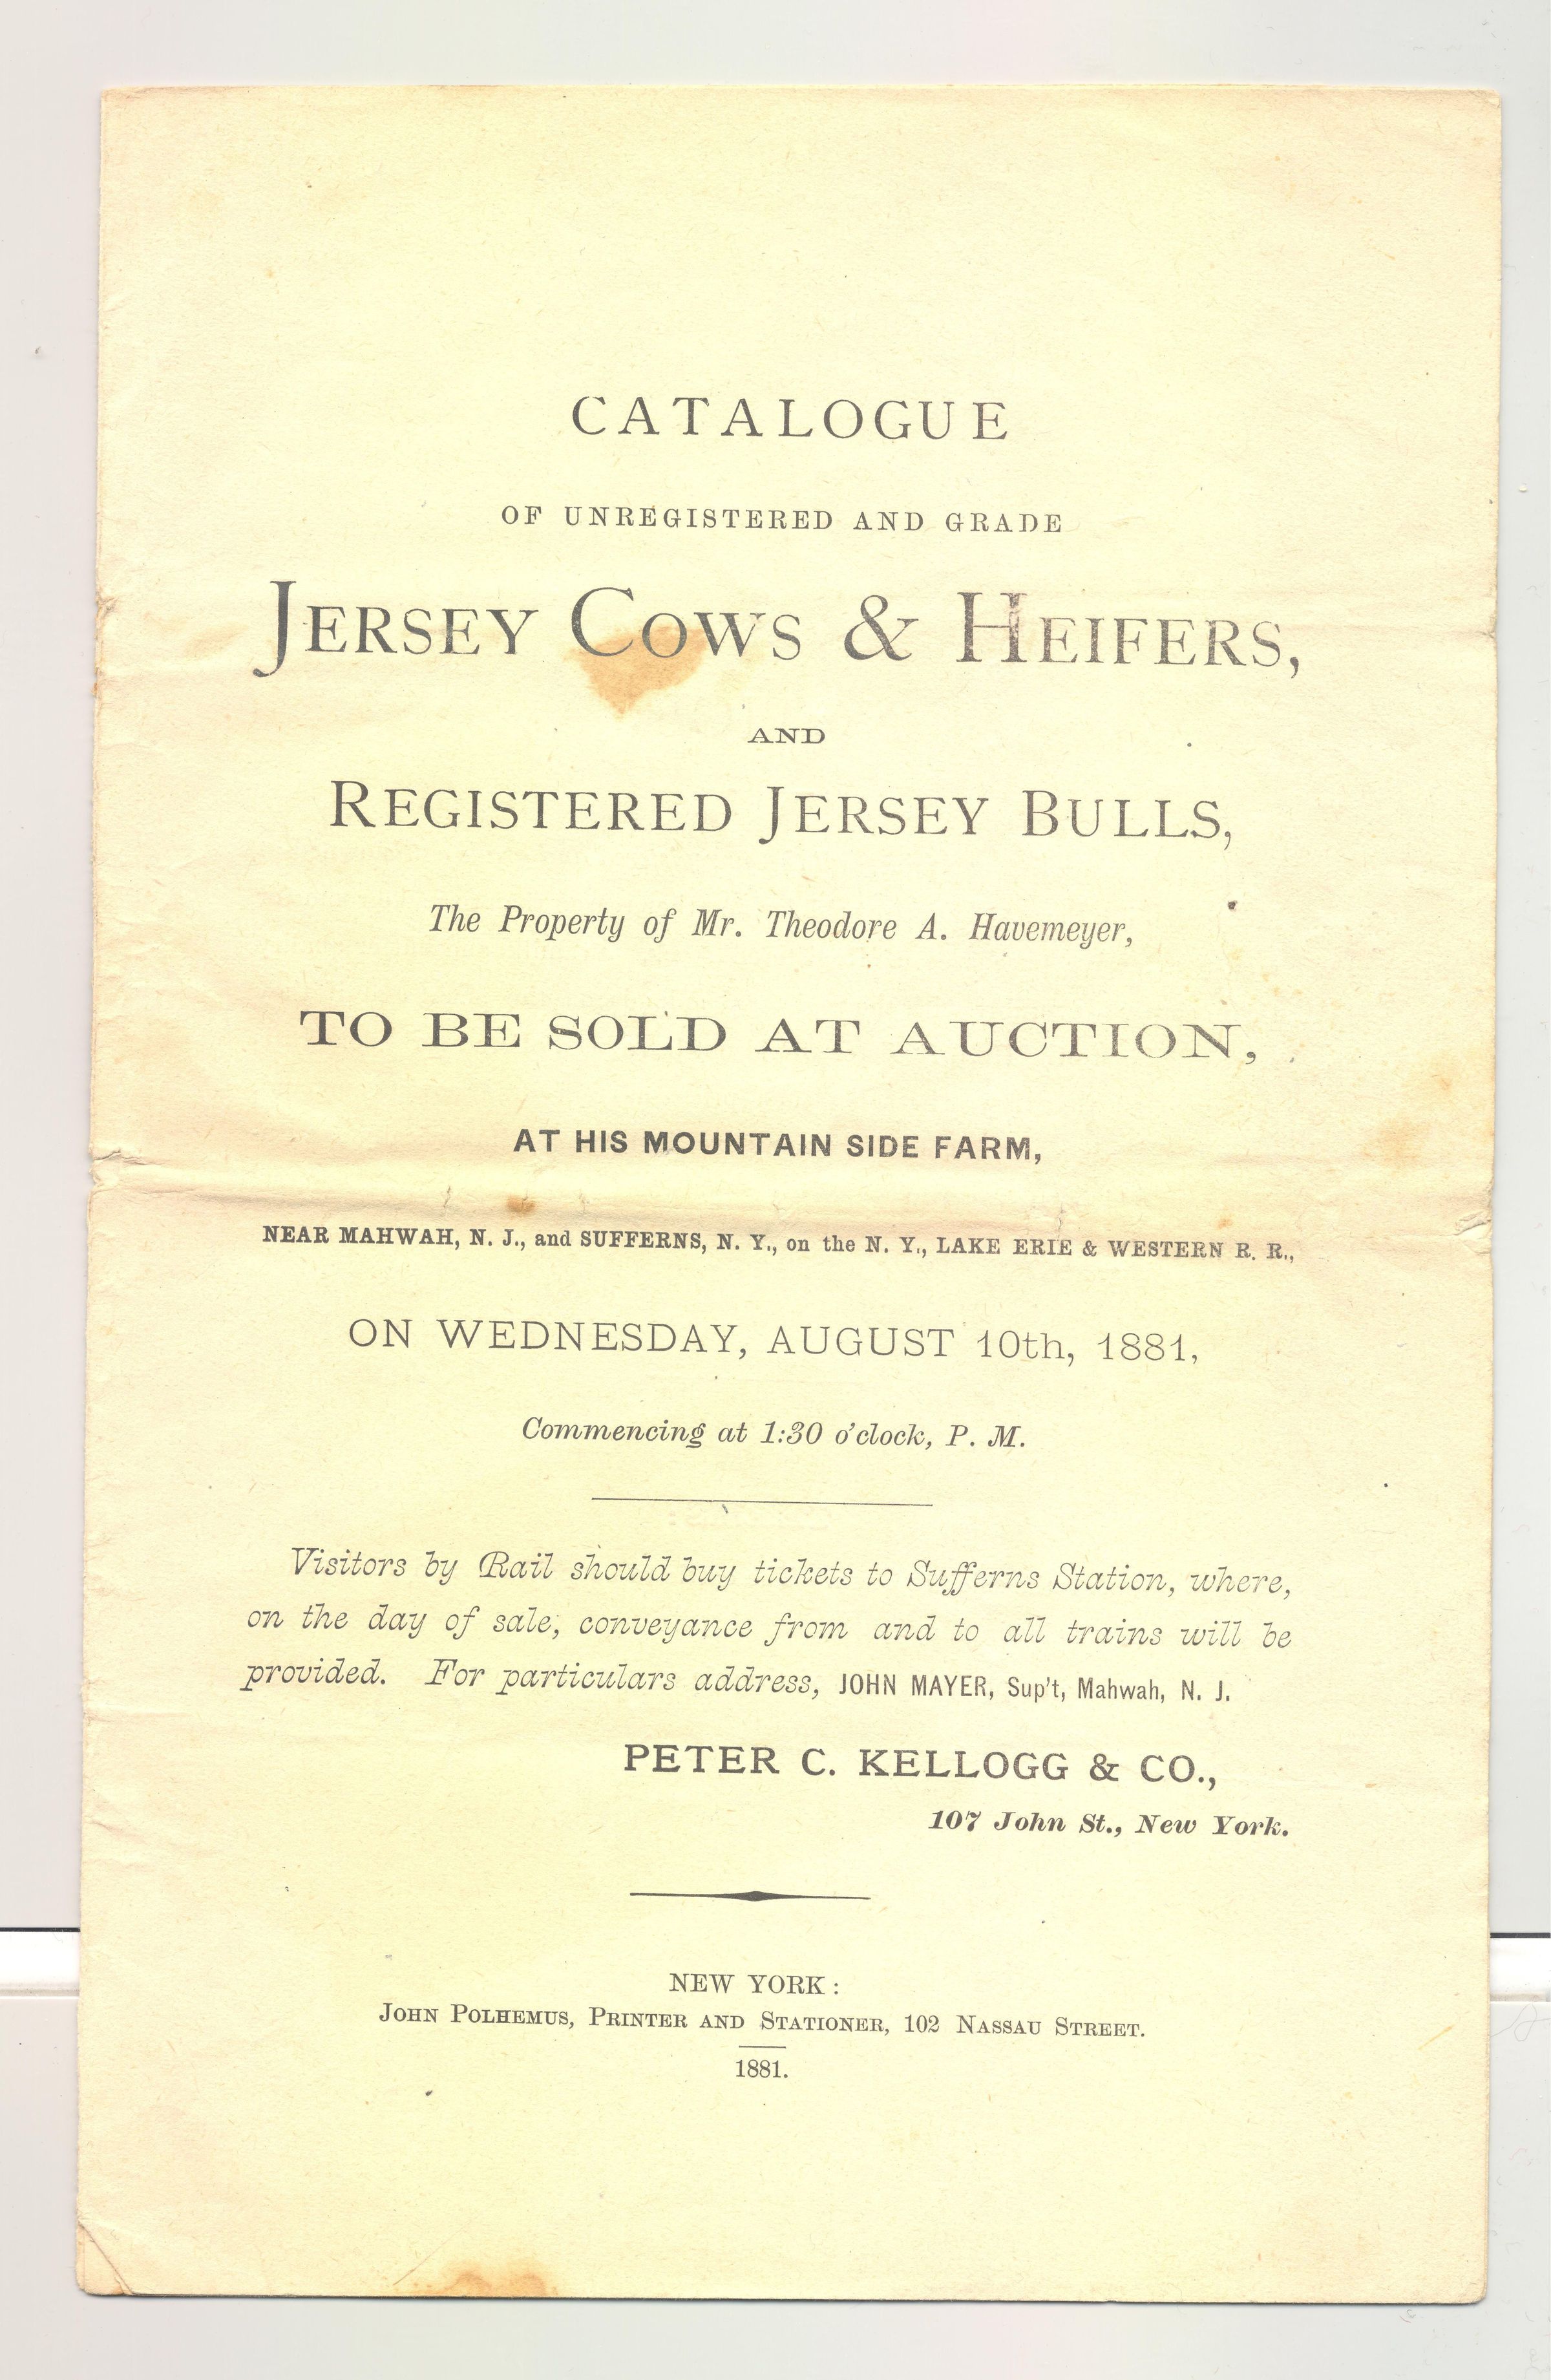 CATALOGUE
OF UNREGISTERED AND GRADE
JERSEY COWS & HEIFERS,
AND
REGISTERED JERSEY BULLS,
The Property of Mr. Theodore A. Havemeyer,
TO BE SOLD AT AUCTION,
AT HIS MOUNTAIN SIDE FARM,
NEAR MAHWAH, N. J., and SUFFERNS, N. Y., on the N. Y., LAKE ERIE & WESTERN R. R.,
ON WEDNESDAY, AUGUST 10th, 1881,
Commencing at 1:30 o'clock, P. M.
Visitors by Rail should buy tickets to Sufferns Station, where,
on the day of sale, conveyance from and to all trains will be
provided. For particulars address, JOHN MAYER, Sup't, Mahwah, N. J.
PETER C. KELLOGG & CO.,
107 John St., New York.
NEW YORK:
JOHN POLHEMUS, PRINTER AND STATIONER, 102 NASSAU STREET.
1881.